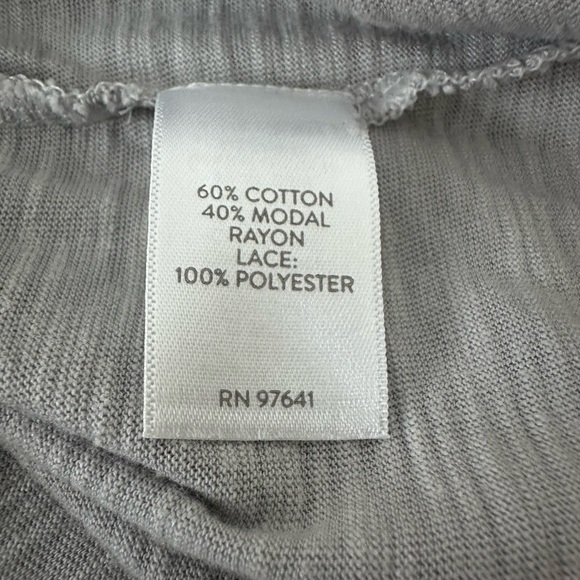 60% COTTON
40% MODAL
RAYON
LACE:
100% POLYESTER
RN 97641